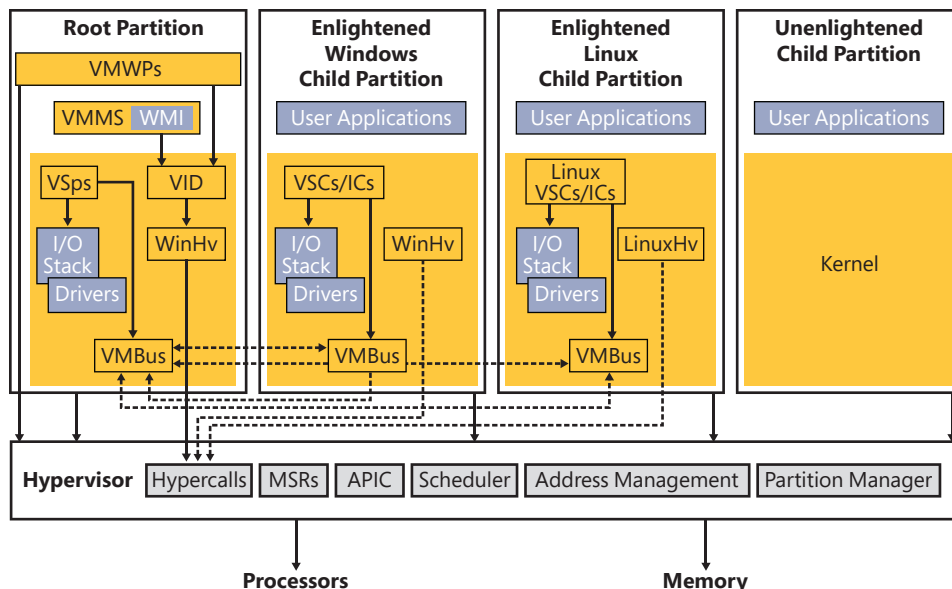 Root Partition
VMWPs
VMMS WMI
VSps
VID
I/O
Stack
Drivers
WinHv
VMBus
Enlightened
Windows
Child Partition
User Applications
VSCs/ICs
I/O
Stack
Drivers
WinHv
VMBus
Enlightened
Linux
Child Partition
User Applications
Linux
VSCs/ICs
I/O
Stack
Drivers
LinuxHv
VMBus
Unenlightened
Child Partition
User Applications
Kernel
Hypervisor Hypercalls MSRs APIC Scheduler Address Management Partition Manager
Processors Memory